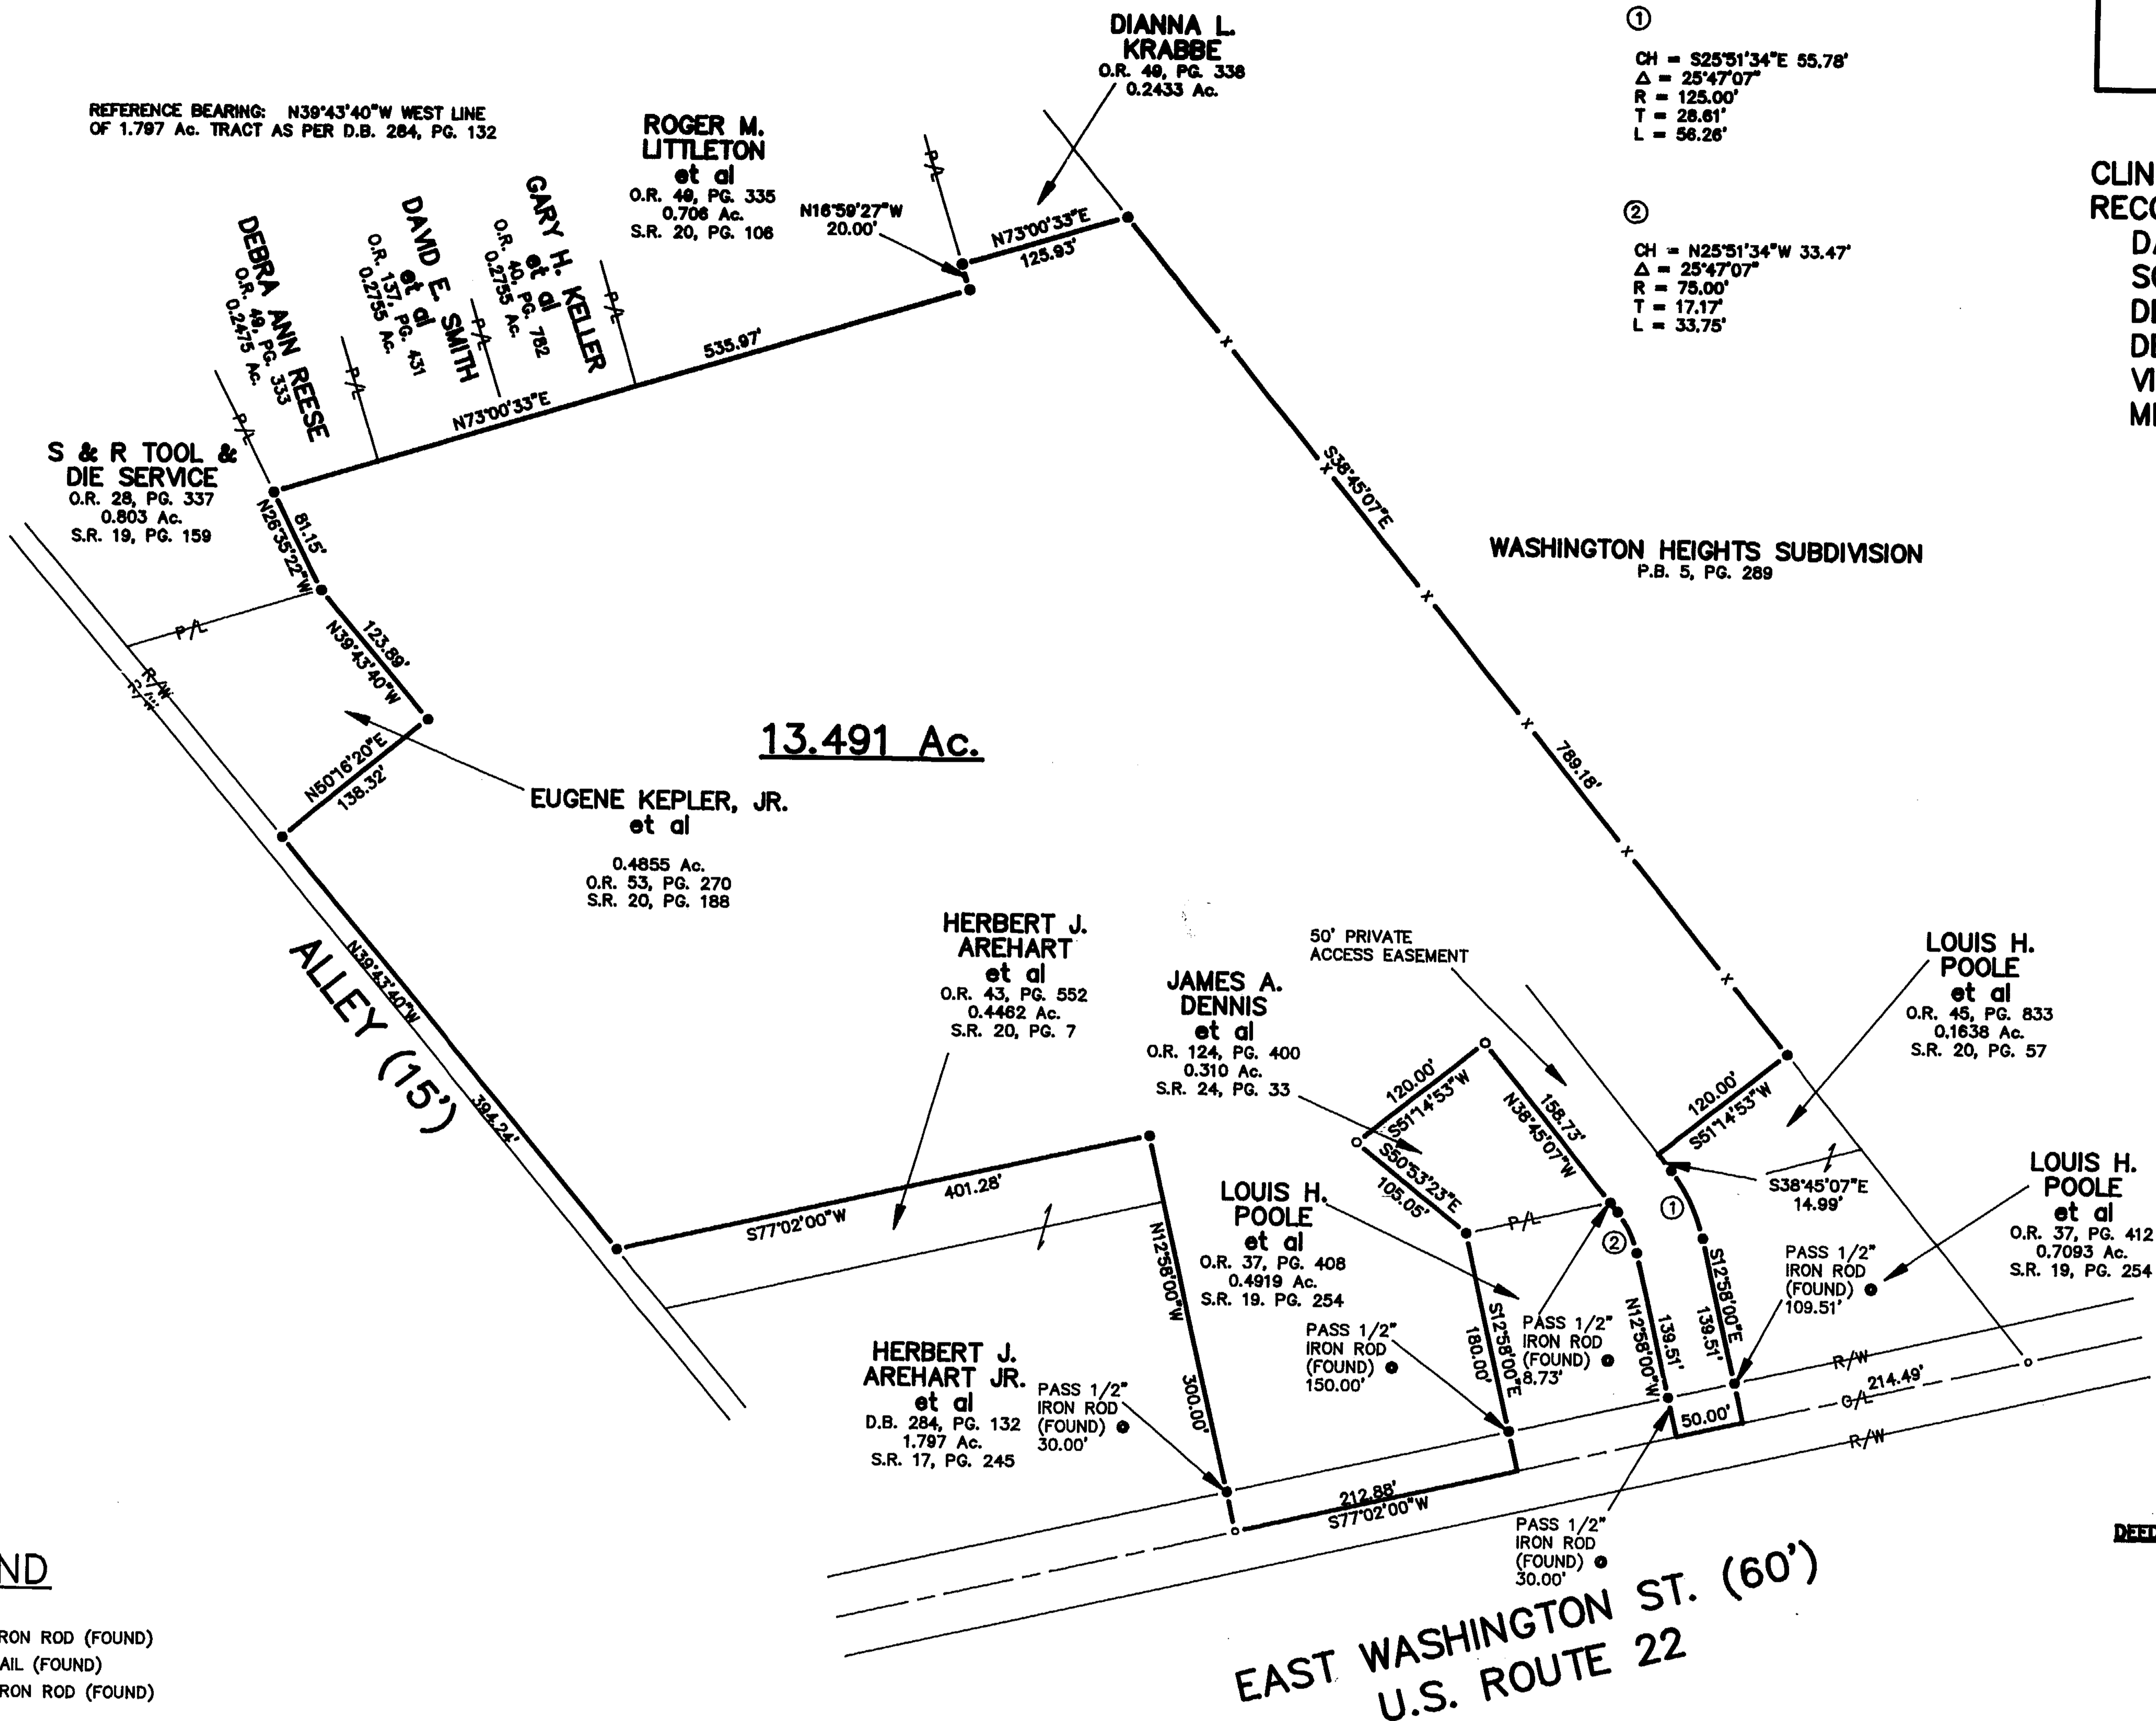 DIANNA L.
KRABBE
O.R. 49, PG. 338
0.2433 Ac.
①
CH = S25°51'34"E 55.78'
Δ = 25°47'07"
R = 125.00'
T = 28.61'
L = 56.26'
②
CH = N25°51'34"W 33.47'
Δ = 25°47'07"
R = 75.00'
T = 17.17'
L = 33.75'
REFERENCE BEARING: N39°43'40"W WEST LINE
OF 1.797 Ac. TRACT AS PER D.B. 284, PG. 132
ROGER M.
LITTLETON
et al
O.R. 49, PG. 335
0.706 Ac.
S.R. 20, PG. 106
N16°59'27"W
20.00'
P/L
N73°00'33"E
125.93'
GARY H. KELLER
et al
O.R. 40, PG. 782
0.2755 Ac.
P/L
DAVID E. SMITH
et al
O.R. 137, PG. 431
0.2755 Ac.
P/L
DEBRA ANN REESE
O.R. 49, PG. 333
0.2475 Ac.
P/L
P/L
535.97'
N73°00'33"E
S & R TOOL &
DIE SERVICE
O.R. 28, PG. 337
0.803 Ac.
S.R. 19, PG. 159
81.15'
N26°35'22"W
123.89'
N39°43'40"W
P/L
R/W
R/W
N50°16'20"E
138.32'
13.491 Ac.
EUGENE KEPLER, JR.
et al
0.4855 Ac.
O.R. 53, PG. 270
S.R. 20, PG. 188
S38°45'07"E
789.18'
WASHINGTON HEIGHTS SUBDIVISION
P.B. 5, PG. 289
N39°43'40"W
394.24'
ALLEY (15')
HERBERT J.
AREHART
et al
O.R. 43, PG. 552
0.4462 Ac.
S.R. 20, PG. 7
401.28'
S77°02'00"W
N12°58'00"W
300.00'
JAMES A.
DENNIS
et al
O.R. 124, PG. 400
0.310 Ac.
S.R. 24, PG. 33
50' PRIVATE
ACCESS EASEMENT
120.00'
S51°14'53"W
158.73'
N38°45'07"W
S50°53'23"E
105.05'
P/L
LOUIS H.
POOLE
et al
O.R. 45, PG. 833
0.1638 Ac.
S.R. 20, PG. 57
120.00'
S51°14'53"W
S38°45'07"E
14.99'
①
②
LOUIS H.
POOLE
et al
O.R. 37, PG. 412
0.7093 Ac.
S.R. 19, PG. 254
LOUIS H.
POOLE
et al
O.R. 37, PG. 408
0.4919 Ac.
S.R. 19. PG. 254
S12°58'00"E
139.51'
N12°58'00"W
139.51'
S12°58'00"E
180.00'
PASS 1/2"
IRON ROD
(FOUND) @
109.51'
PASS 1/2"
IRON ROD
(FOUND) @
8.73'
PASS 1/2"
IRON ROD
(FOUND) @
150.00'
HERBERT J.
AREHART JR.
et al
D.B. 284, PG. 132
1.797 Ac.
S.R. 17, PG. 245
PASS 1/2"
IRON ROD
(FOUND) @
30.00'
R/W
214.49'
C/L
R/W
50.00'
212.88'
S77°02'00"W
PASS 1/2"
IRON ROD
(FOUND) @
30.00'
EAST WASHINGTON ST. (60')
U.S. ROUTE 22
CLIN
RECO
DA
SC
DE
DE
VI
MI
DEED
ND
RON ROD (FOUND)
AIL (FOUND)
RON ROD (FOUND)